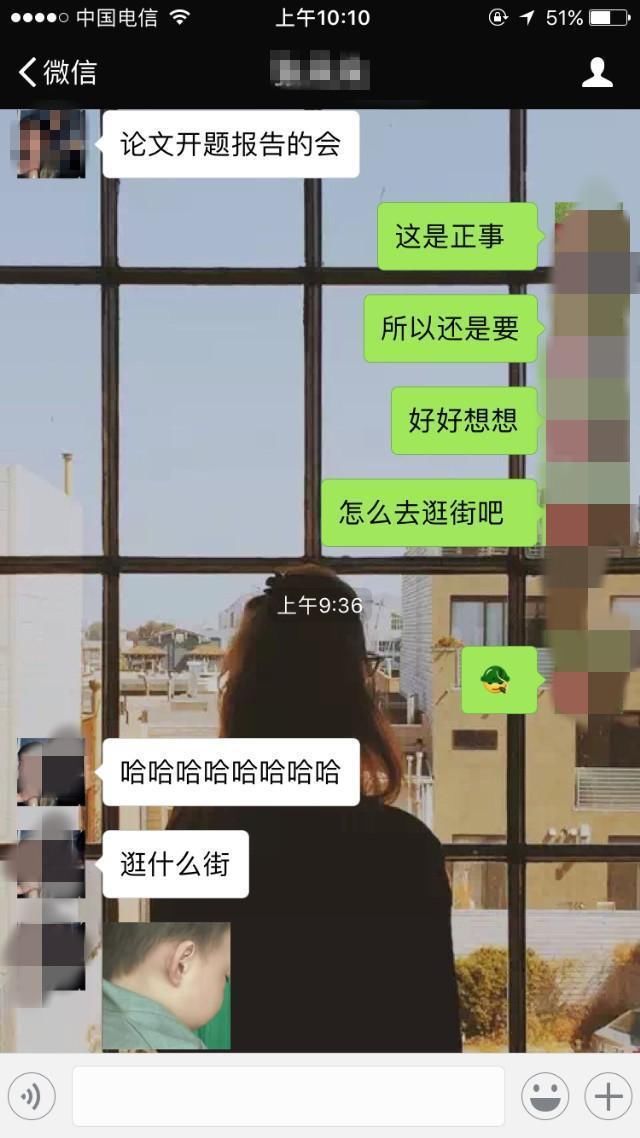 中国电信 上午10:10 51%
微信
论文开题报告的会
这是正事
所以还是要
好好想想
怎么去逛街吧
上午9:36
哈哈哈哈哈哈哈哈
逛什么街